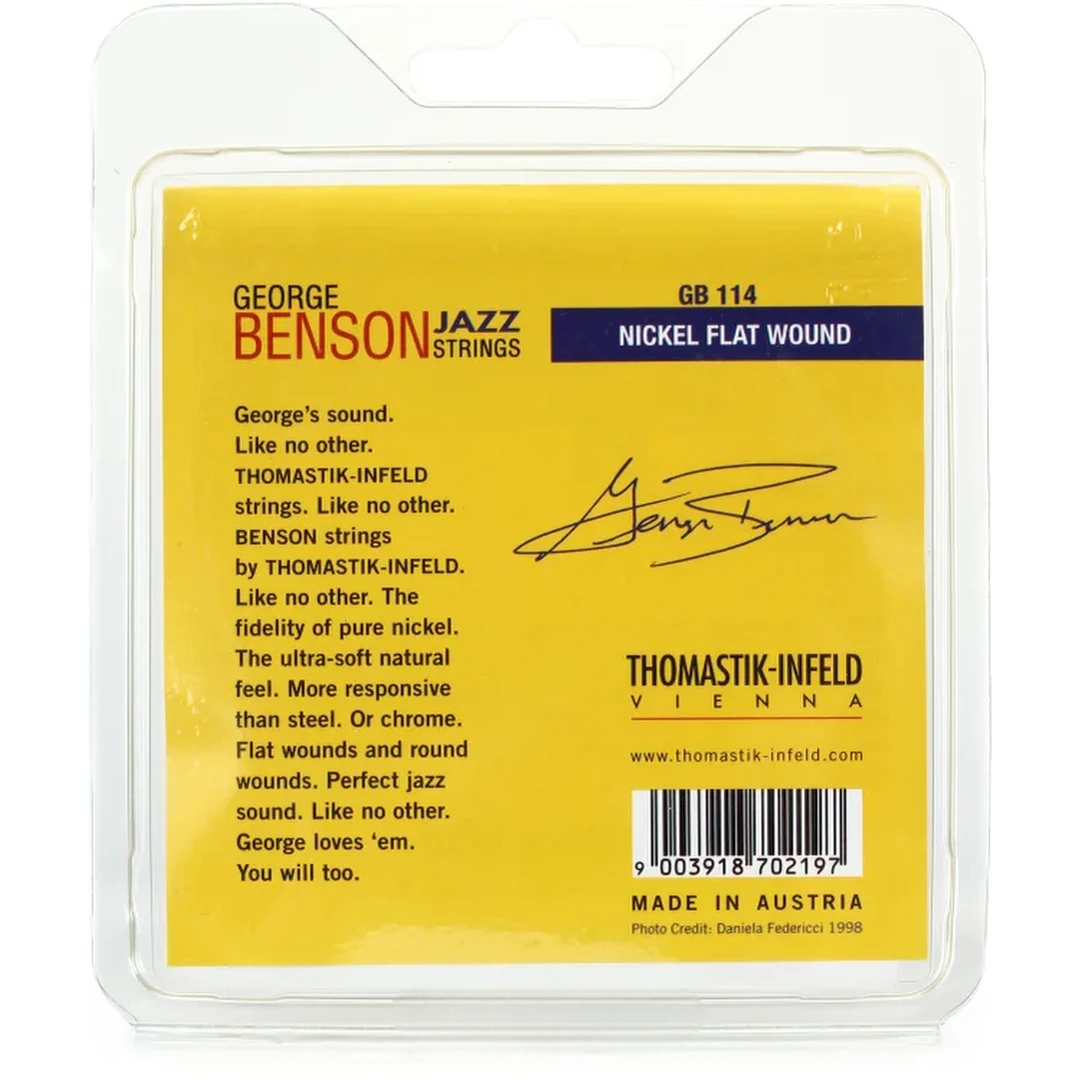 GEORGE
BENSON JAZZ
STRINGS
GB 114
NICKEL FLAT WOUND
George's sound.
Like no other.
THOMASTIK-INFELD
strings. Like no other.
BENSON strings
by THOMASTIK-INFELD.
Like no other. The
fidelity of pure nickel.
The ultra-soft natural
feel. More responsive
than steel. Or chrome.
Flat wounds and round
wounds. Perfect jazz
sound. Like no other.
George loves ‘em.
You will too.
George Benson
THOMASTIK-INFELD
VIENNA
www.thomastik-infeld.com
9 003918 702197
MADE IN AUSTRIA
Photo Credit: Daniela Federicci 1998